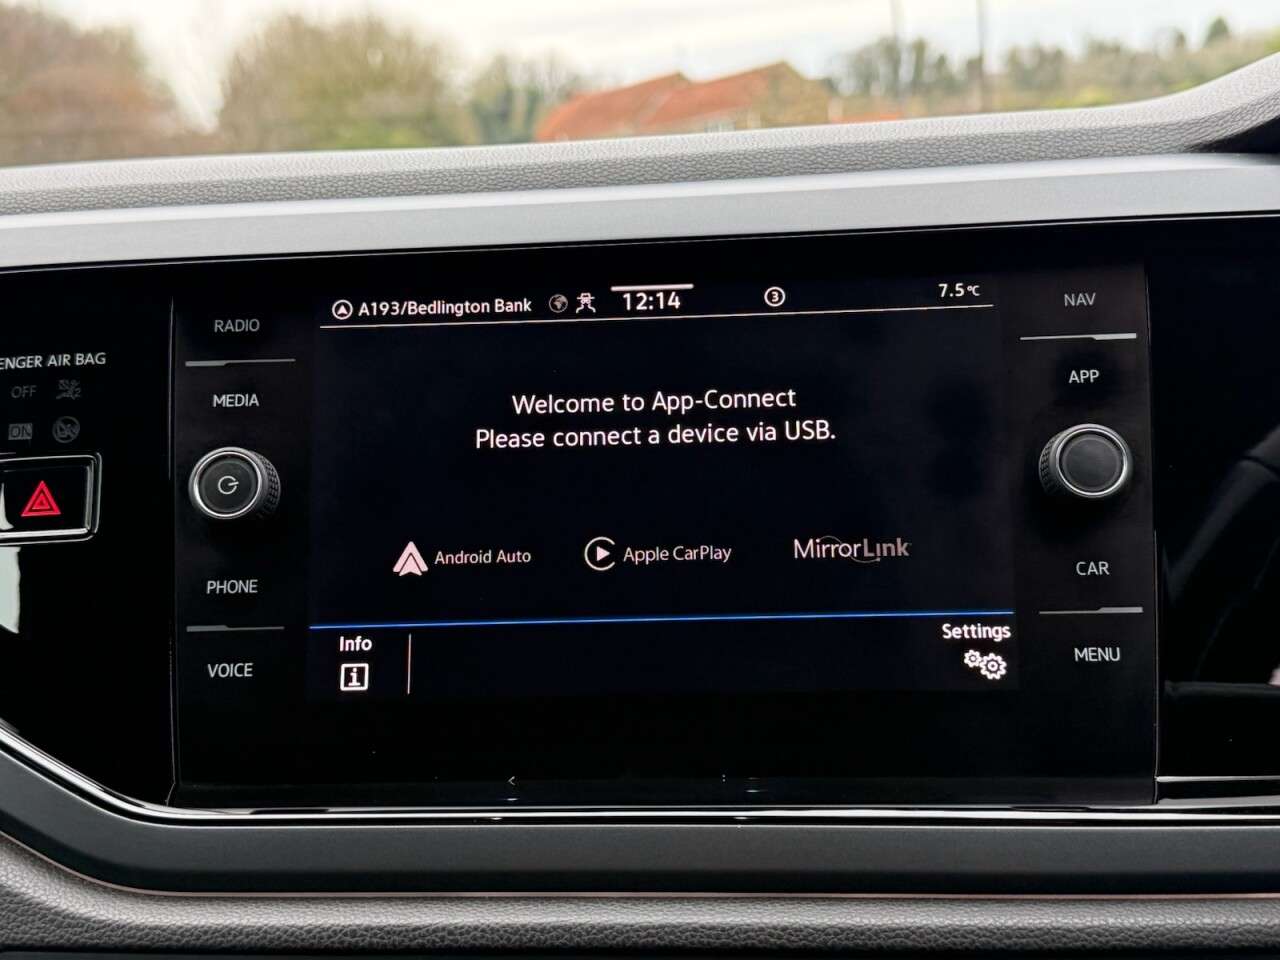 A193/Bedlington Bank 12:14 3 7.5°C
RADIO
MEDIA
PHONE
VOICE
ENGER AIR BAG
OFF
ON
Welcome to App-Connect
Please connect a device via USB.
Android Auto Apple CarPlay MirrorLink
Info
i
Settings
NAV
APP
CAR
MENU